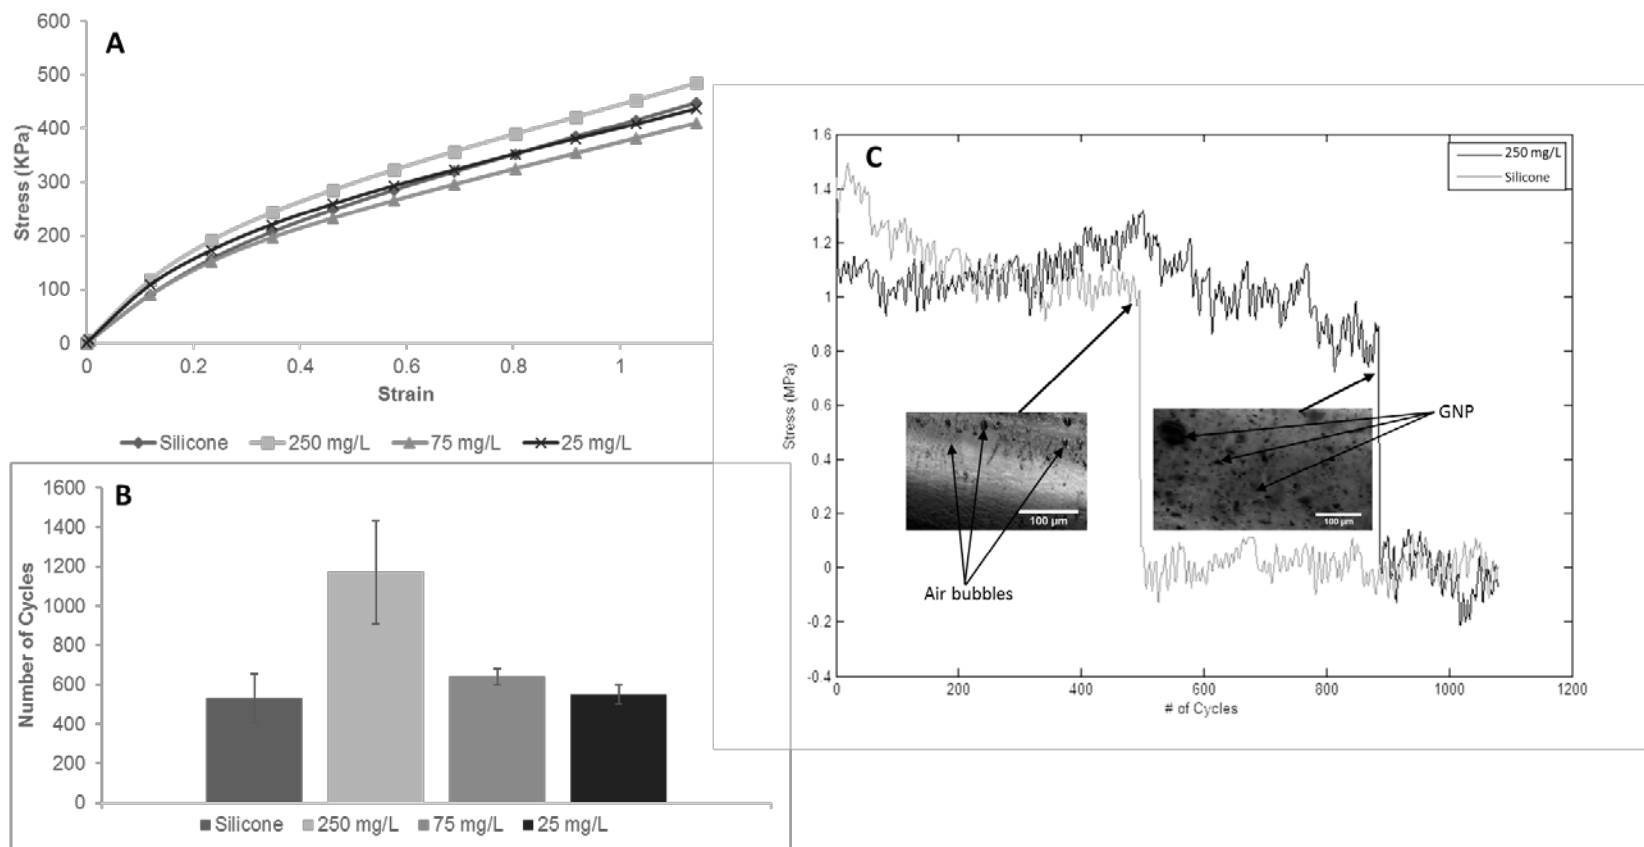 A
600
500
400
300
200
100
0
Stress (KPa)
0 0.2 0.4 0.6 0.8 1
Strain
Silicone 250 mg/L 75 mg/L 25 mg/L
B
1600
1400
1200
1000
800
600
400
200
0
Number of Cycles
Silicone 250 mg/L 75 mg/L 25 mg/L
C
250 mg/L
Silicone
1.6
1.4
1.2
1
0.8
0.6
0.4
0.2
0
-0.2
-0.4
Stress (MPa)
GNP
100 µm
100 µm
Air bubbles
0 200 400 600 800 1000 1200
# of Cycles